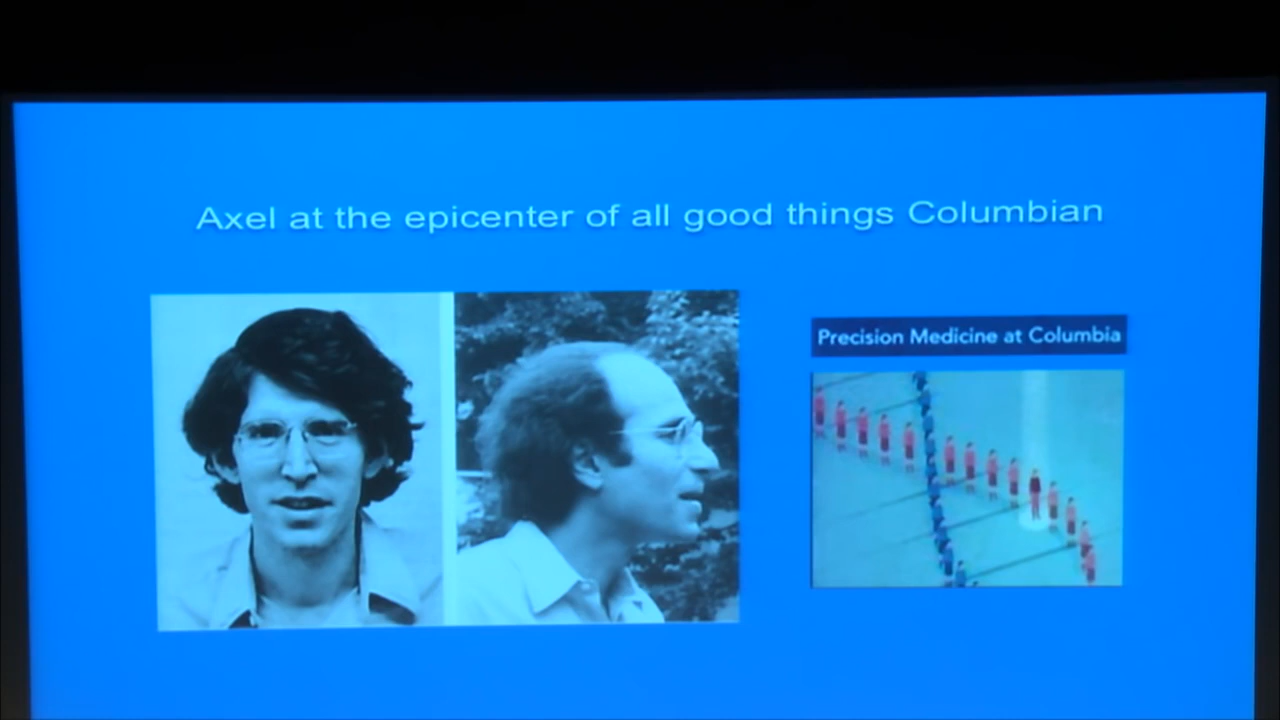 Axel at the epicenter of all good things Columbian
Precision Medicine at Columbia